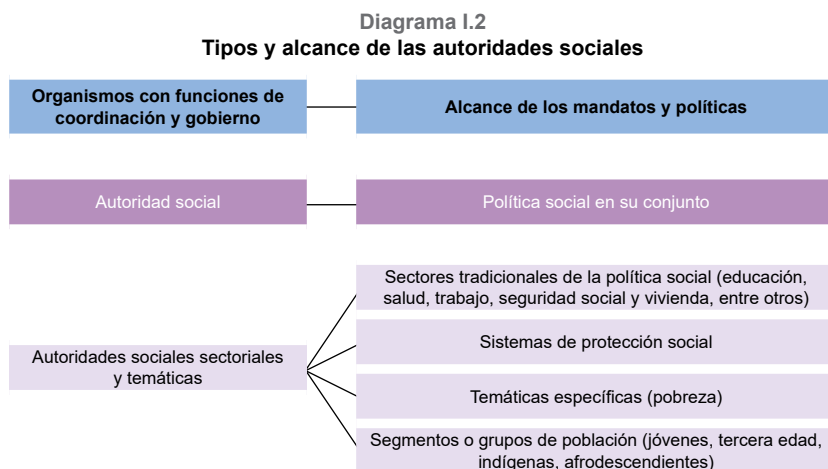 Diagrama I.2
Tipos y alcance de las autoridades sociales
Organismos con funciones de
coordinación y gobierno
Alcance de los mandatos y políticas
Autoridad social
Política social en su conjunto
Autoridades sociales sectoriales
y temáticas
Sectores tradicionales de la política social (educación,
salud, trabajo, seguridad social y vivienda, entre otros)
Sistemas de protección social
Temáticas específicas (pobreza)
Segmentos o grupos de población (jóvenes, tercera edad,
indígenas, afrodescendientes)